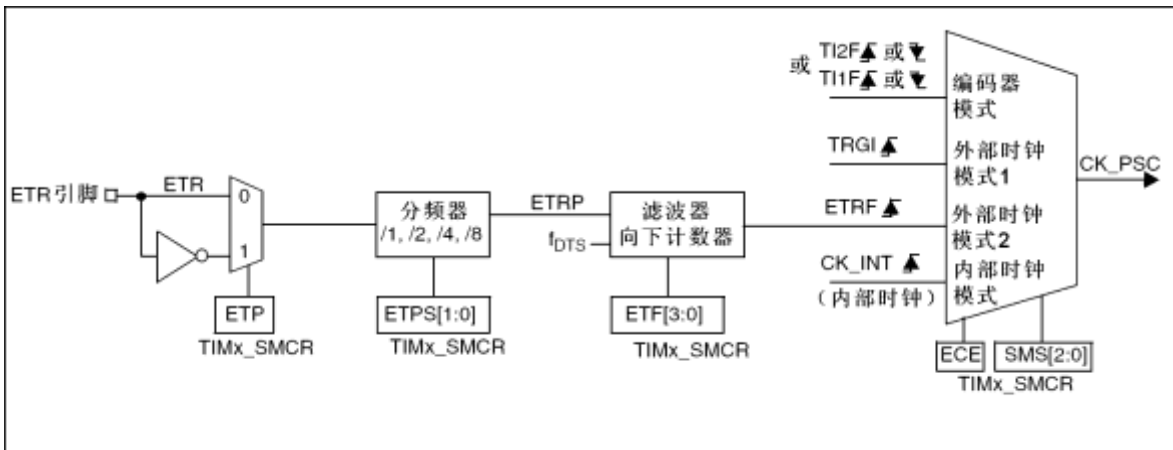 或 TI2F 或
TI1F 或
编码器
模式
TRGI
外部时钟
模式1
CK_PSC
ETR引脚
ETR
0
1
分频器
/1, /2, /4, /8
ETRP
fDTS
滤波器
向下计数器
ETRF
外部时钟
模式2
CK_INT
(内部时钟)
内部时钟
模式
ETP
TIMx_SMCR
ETPS[1:0]
TIMx_SMCR
ETF[3:0]
TIMx_SMCR
ECE
SMS[2:0]
TIMx_SMCR